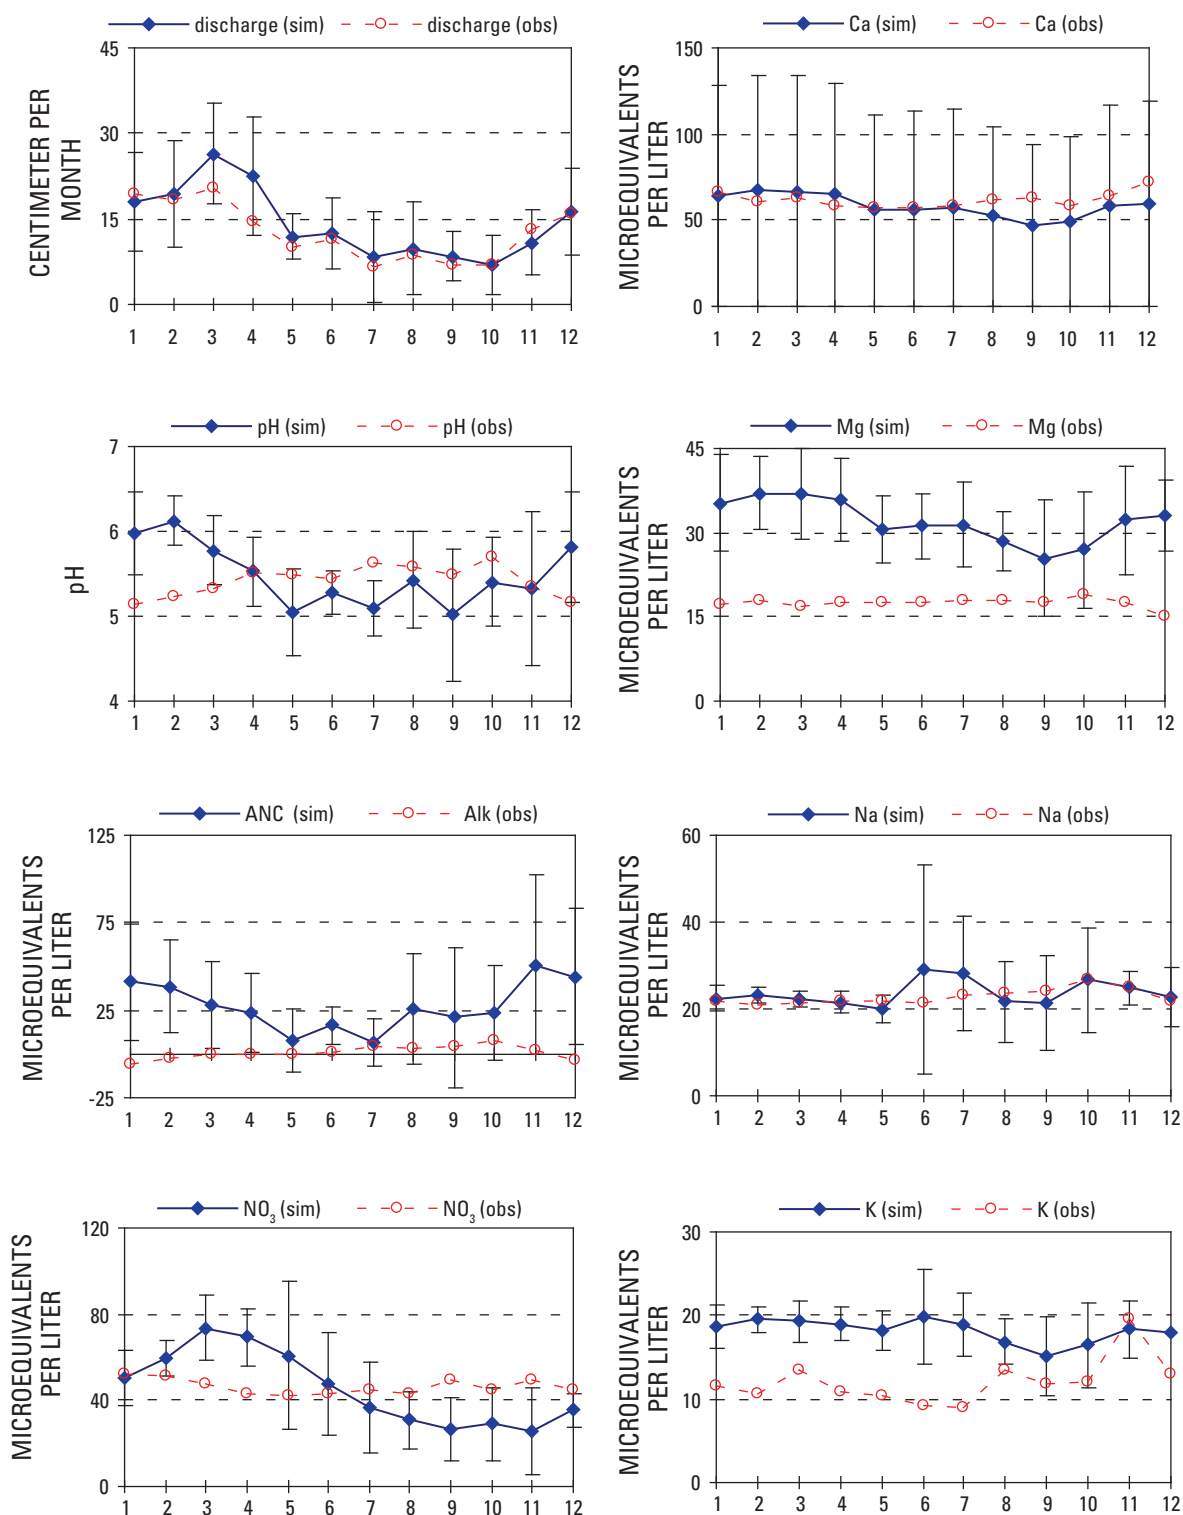 discharge (sim) discharge (obs)
CENTIMETER PER
MONTH
45
30
15
0
1 2 3 4 5 6 7 8 9 10 11 12
Ca (sim) Ca (obs)
MICROEQUIVALENTS
PER LITER
150
100
50
0
1 2 3 4 5 6 7 8 9 10 11 12
pH (sim) pH (obs)
pH
7
6
5
4
1 2 3 4 5 6 7 8 9 10 11 12
Mg (sim) Mg (obs)
MICROEQUIVALENTS
PER LITER
45
30
15
0
1 2 3 4 5 6 7 8 9 10 11 12
ANC (sim) Alk (obs)
MICROEQUIVALENTS
PER LITER
125
75
25
-25
1 2 3 4 5 6 7 8 9 10 11 12
Na (sim) Na (obs)
MICROEQUIVALENTS
PER LITER
60
40
20
0
1 2 3 4 5 6 7 8 9 10 11 12
NO₃ (sim) NO₃ (obs)
MICROEQUIVALENTS
PER LITER
120
80
40
0
1 2 3 4 5 6 7 8 9 10 11 12
K (sim) K (obs)
MICROEQUIVALENTS
PER LITER
30
20
10
0
1 2 3 4 5 6 7 8 9 10 11 12